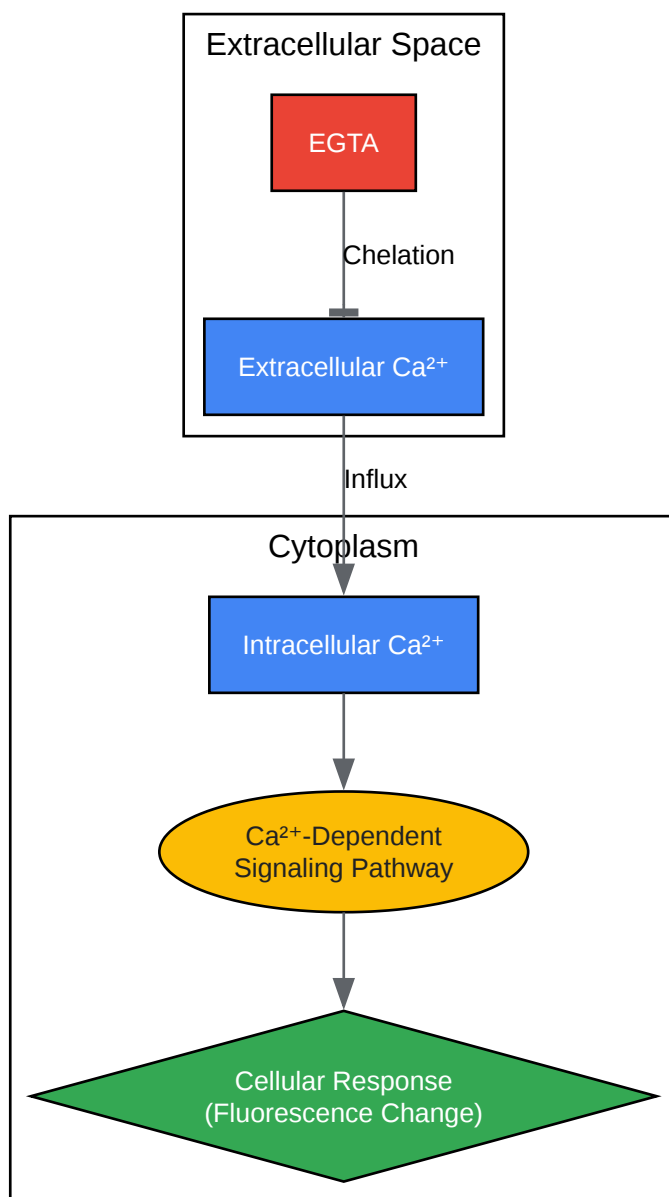 Extracellular Space
EGTA
Chelation
Extracellular Ca²⁺
Influx
Cytoplasm
Intracellular Ca²⁺
Ca²⁺-Dependent
Signaling Pathway
Cellular Response
(Fluorescence Change)